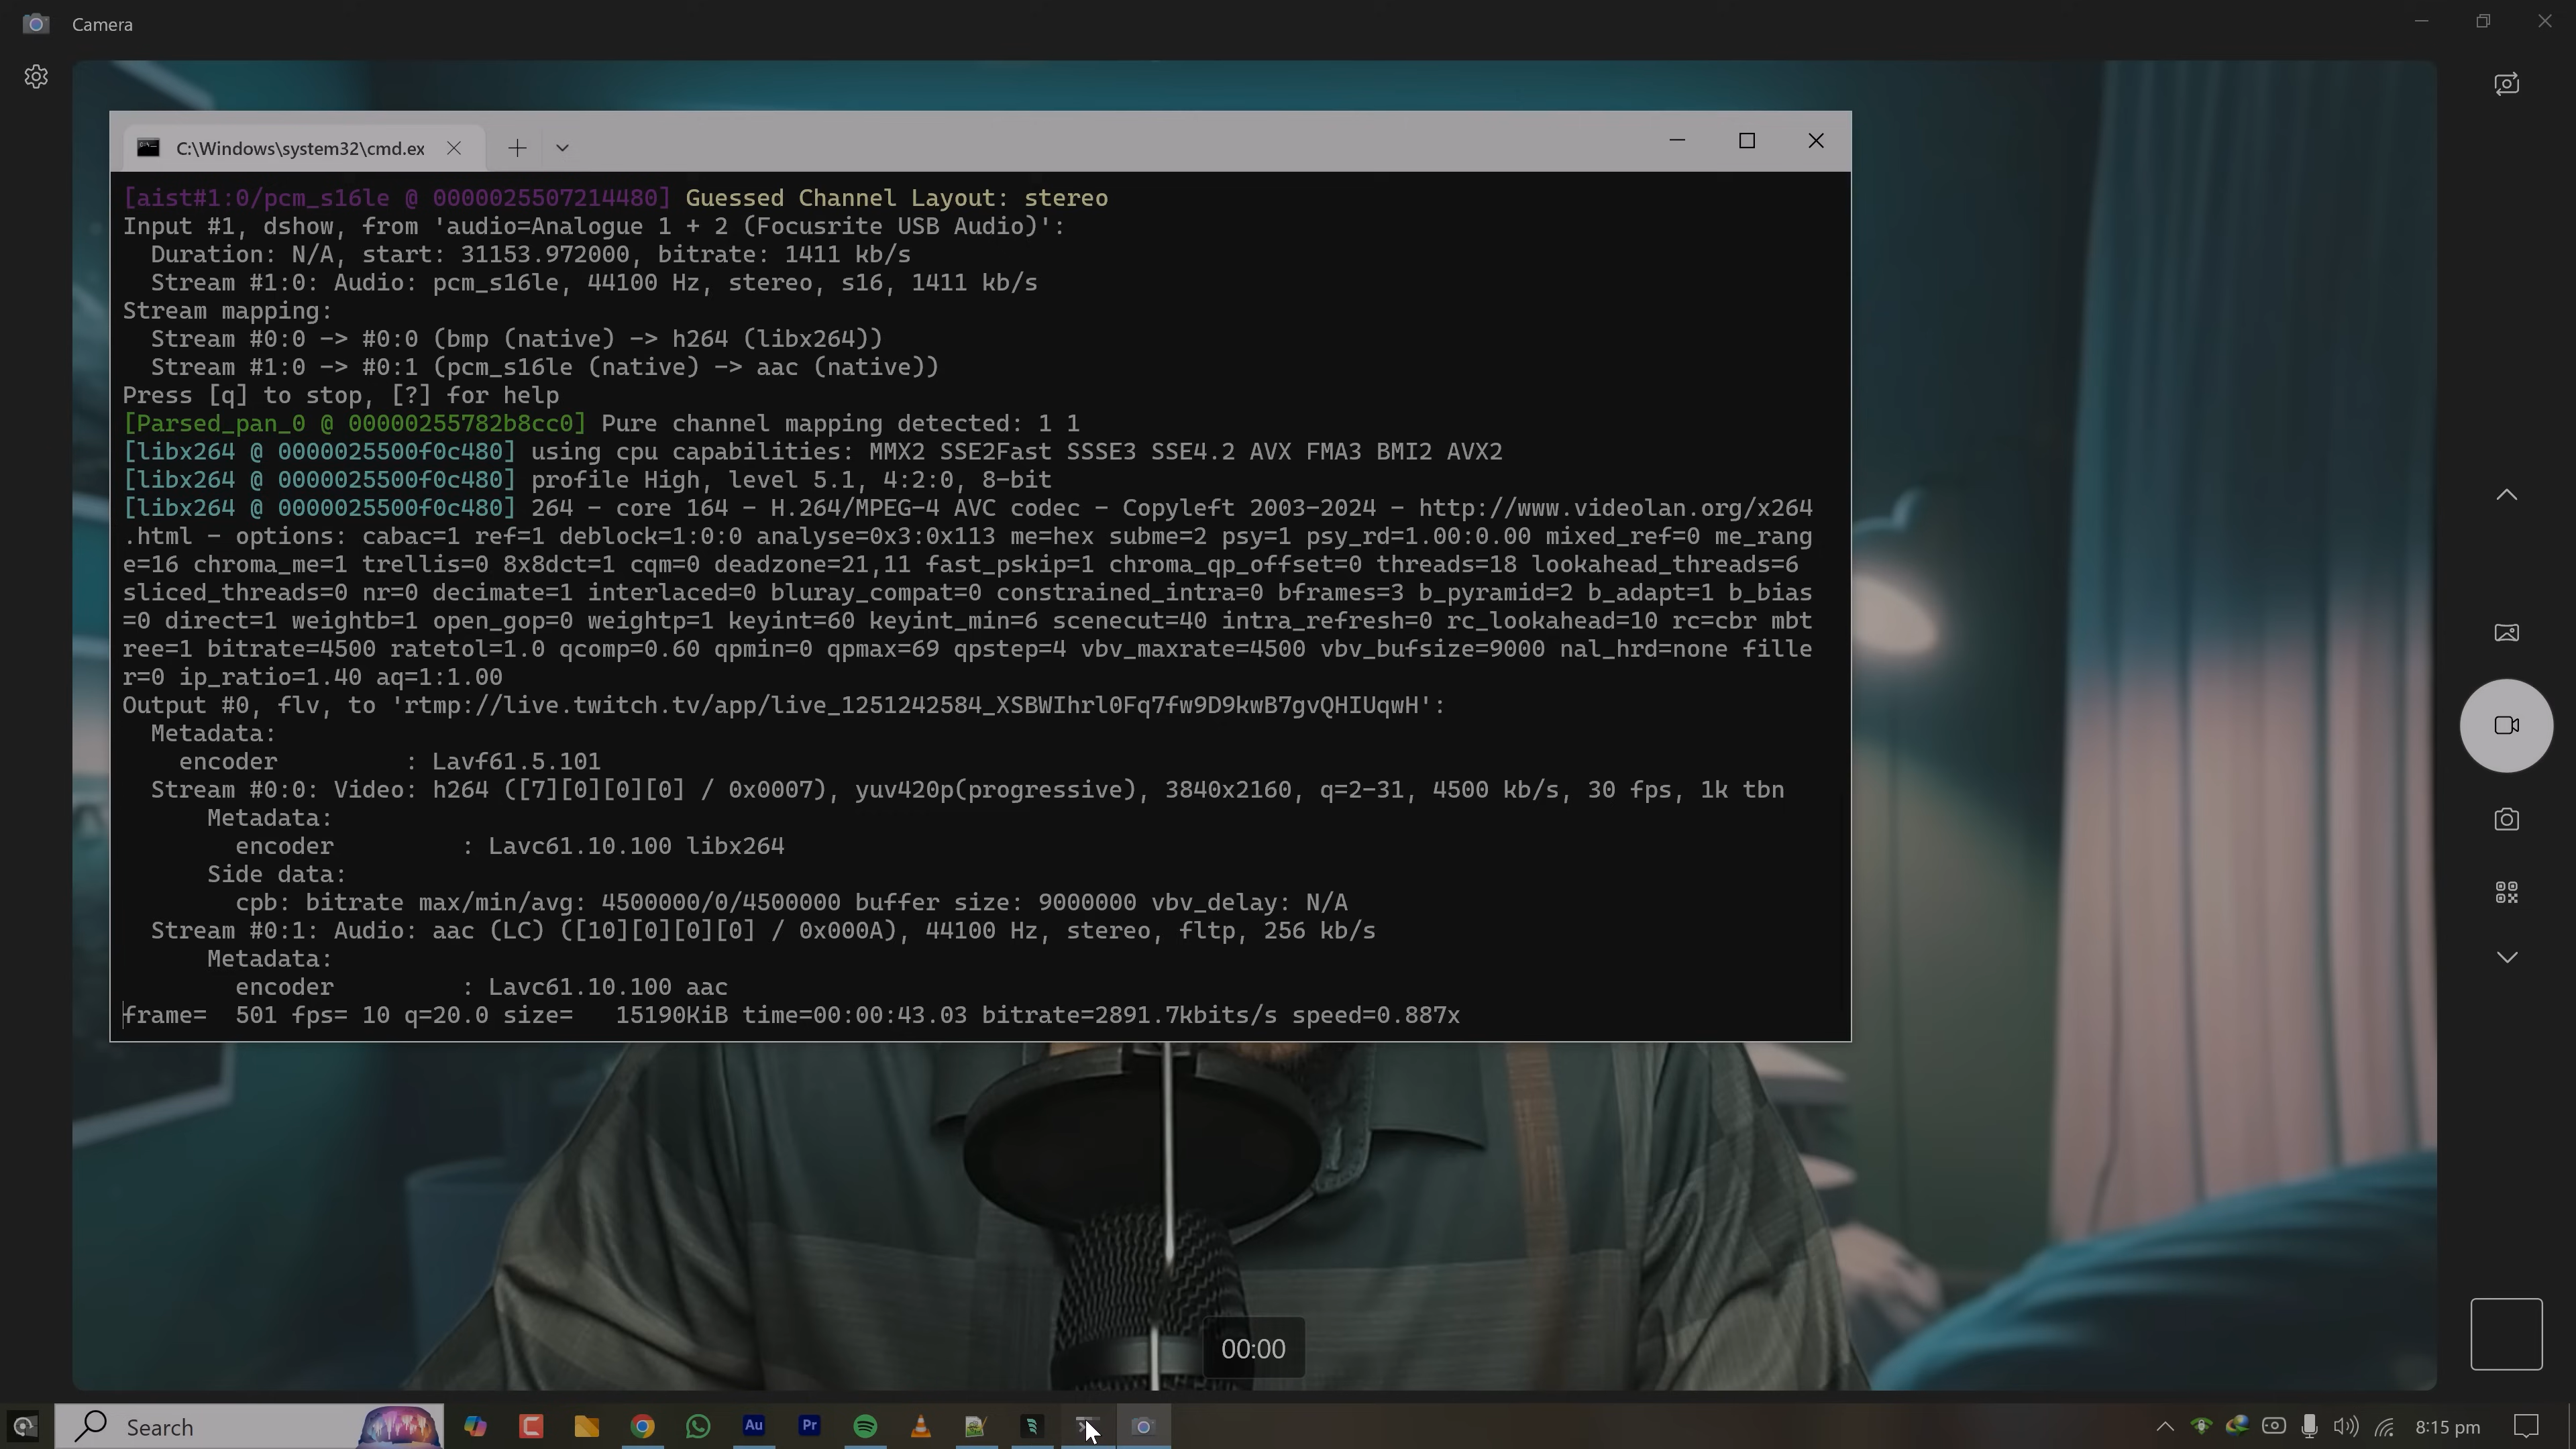 Camera
C:\Windows\system32\cmd.ex
[aist#1:0/pcm_s16le @ 0000025507214480] Guessed Channel Layout: stereo
Input #1, dshow, from 'audio=Analogue 1 + 2 (Focusrite USB Audio)':
Duration: N/A, start: 31153.972000, bitrate: 1411 kb/s
Stream #1:0: Audio: pcm_s16le, 44100 Hz, stereo, s16, 1411 kb/s
Stream mapping:
Stream #0:0 -> #0:0 (bmp (native) -> h264 (libx264))
Stream #1:0 -> #0:1 (pcm_s16le (native) -> aac (native))
Press [q] to stop, [?] for help
[Parsed_pan_0 @ 00000255782b8cc0] Pure channel mapping detected: 1 1
[libx264 @ 0000025500f0c480] using cpu capabilities: MMX2 SSE2Fast SSSE3 SSE4.2 AVX FMA3 BMI2 AVX2
[libx264 @ 0000025500f0c480] profile High, level 5.1, 4:2:0, 8-bit
[libx264 @ 0000025500f0c480] 264 - core 164 - H.264/MPEG-4 AVC codec - Copyleft 2003-2024 - http://www.videolan.org/x264
.html - options: cabac=1 ref=1 deblock=1:0:0 analyse=0x3:0x113 me=hex subme=2 psy=1 psy_rd=1.00:0.00 mixed_ref=0 me_rang
e=16 chroma_me=1 trellis=0 8x8dct=1 cqm=0 deadzone=21,11 fast_pskip=1 chroma_qp_offset=0 threads=18 lookahead_threads=6
sliced_threads=0 nr=0 decimate=1 interlaced=0 bluray_compat=0 constrained_intra=0 bframes=3 b_pyramid=2 b_adapt=1 b_bias
=0 direct=1 weightb=1 open_gop=0 weightp=1 keyint=60 keyint_min=6 scenecut=40 intra_refresh=0 rc_lookahead=10 rc=cbr mbt
ree=1 bitrate=4500 ratetol=1.0 qcomp=0.60 qpmin=0 qpmax=69 qpstep=4 vbv_maxrate=4500 vbv_bufsize=9000 nal_hrd=none fille
r=0 ip_ratio=1.40 aq=1:1.00
Output #0, flv, to 'rtmp://live.twitch.tv/app/live_1251242584_XSBWIhrl0Fq7fw9D9kwB7gvQHIUqwH':
Metadata:
encoder : Lavf61.5.101
Stream #0:0: Video: h264 ([7][0][0][0] / 0x0007), yuv420p(progressive), 3840x2160, q=2-31, 4500 kb/s, 30 fps, 1k tbn
Metadata:
encoder : Lavc61.10.100 libx264
Side data:
cpb: bitrate max/min/avg: 4500000/0/4500000 buffer size: 9000000 vbv_delay: N/A
Stream #0:1: Audio: aac (LC) ([10][0][0][0] / 0x000A), 44100 Hz, stereo, fltp, 256 kb/s
Metadata:
encoder : Lavc61.10.100 aac
frame= 501 fps= 10 q=20.0 size= 15190KiB time=00:00:43.03 bitrate=2891.7kbits/s speed=0.887x
00:00
Search
Au
Pr
8:15 pm